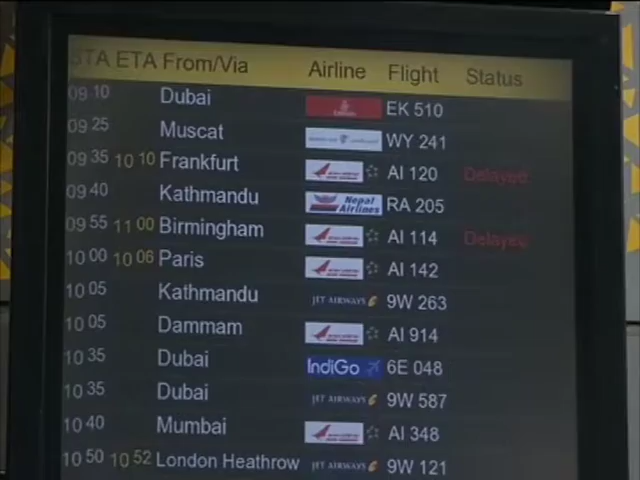 STA ETA From/Via Airline Flight Status
09 10 Dubai Emirates EK 510
09 25 Muscat WY 241
09 35 10 10 Frankfurt AI 120 Delayed
09 40 Kathmandu Nepal Airlines RA 205
09 55 11 00 Birmingham AI 114 Delayed
10 00 10 06 Paris AI 142
10 05 Kathmandu JET AIRWAYS 9W 263
10 05 Dammam AI 914
10 35 Dubai IndiGo 6E 048
10 35 Dubai JET AIRWAYS 9W 587
10 40 Mumbai AI 348
10 50 10 52 London Heathrow JET AIRWAYS 9W 121